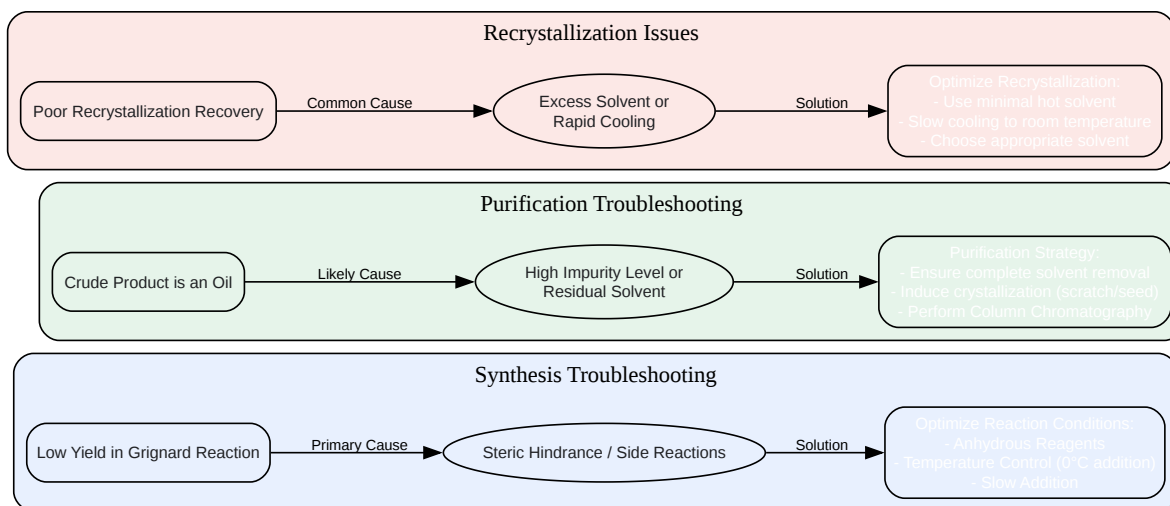 Recrystallization Issues
Poor Recrystallization Recovery
Common Cause
Excess Solvent or
Rapid Cooling
Solution
Optimize Recrystallization:
- Use minimal hot solvent
- Slow cooling to room temperature
- Choose appropriate solvent
Purification Troubleshooting
Crude Product is an Oil
Likely Cause
High Impurity Level or
Residual Solvent
Solution
Purification Strategy:
- Ensure complete solvent removal
- Induce crystallization (scratch/seed)
- Perform Column Chromatography
Synthesis Troubleshooting
Low Yield in Grignard Reaction
Primary Cause
Steric Hindrance / Side Reactions
Solution
Optimize Reaction Conditions:
- Anhydrous Reagents
- Temperature Control (0°C addition)
- Slow Addition